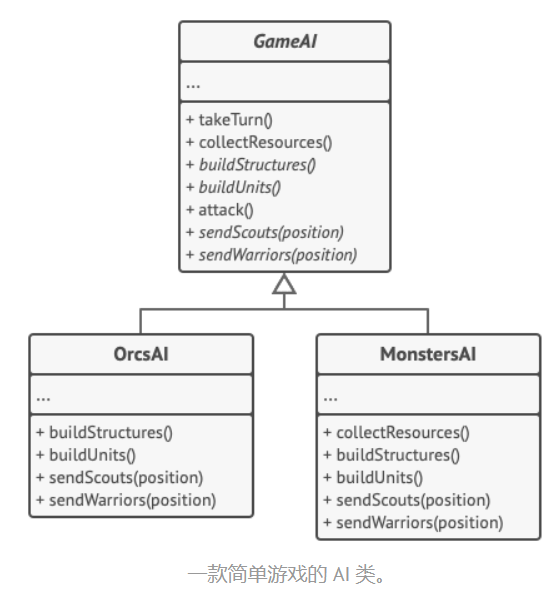 GameAI
...
+ takeTurn()
+ collectResources()
+ buildStructures()
+ buildUnits()
+ attack()
+ sendScouts(position)
+ sendWarriors(position)
OrcsAI
...
+ buildStructures()
+ buildUnits()
+ sendScouts(position)
+ sendWarriors(position)
MonstersAI
...
+ collectResources()
+ buildStructures()
+ buildUnits()
+ sendScouts(position)
+ sendWarriors(position)
一款简单游戏的 AI 类。